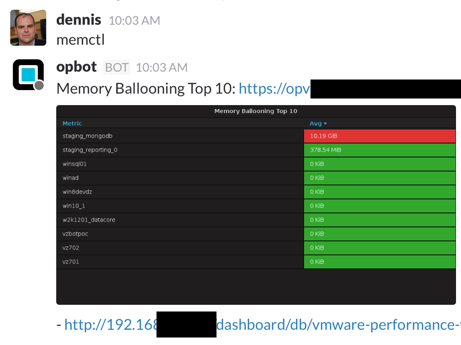 dennis 10:03 AM
memctl
opbot BOT 10:03 AM
Memory Ballooning Top 10: https://opv
Memory Ballooning Top 10
Metric Avg
staging_mongodb 10.19 GiB
staging_reporting_0 378.54 MiB
winsql01 0 KiB
winad 0 KiB
win8devdz 0 KiB
win10_1 0 KiB
w2k1201_datacore 0 KiB
vzbotpoc 0 KiB
vz702 0 KiB
vz701 0 KiB
- http://192.168 dashboard/db/vmware-performance-